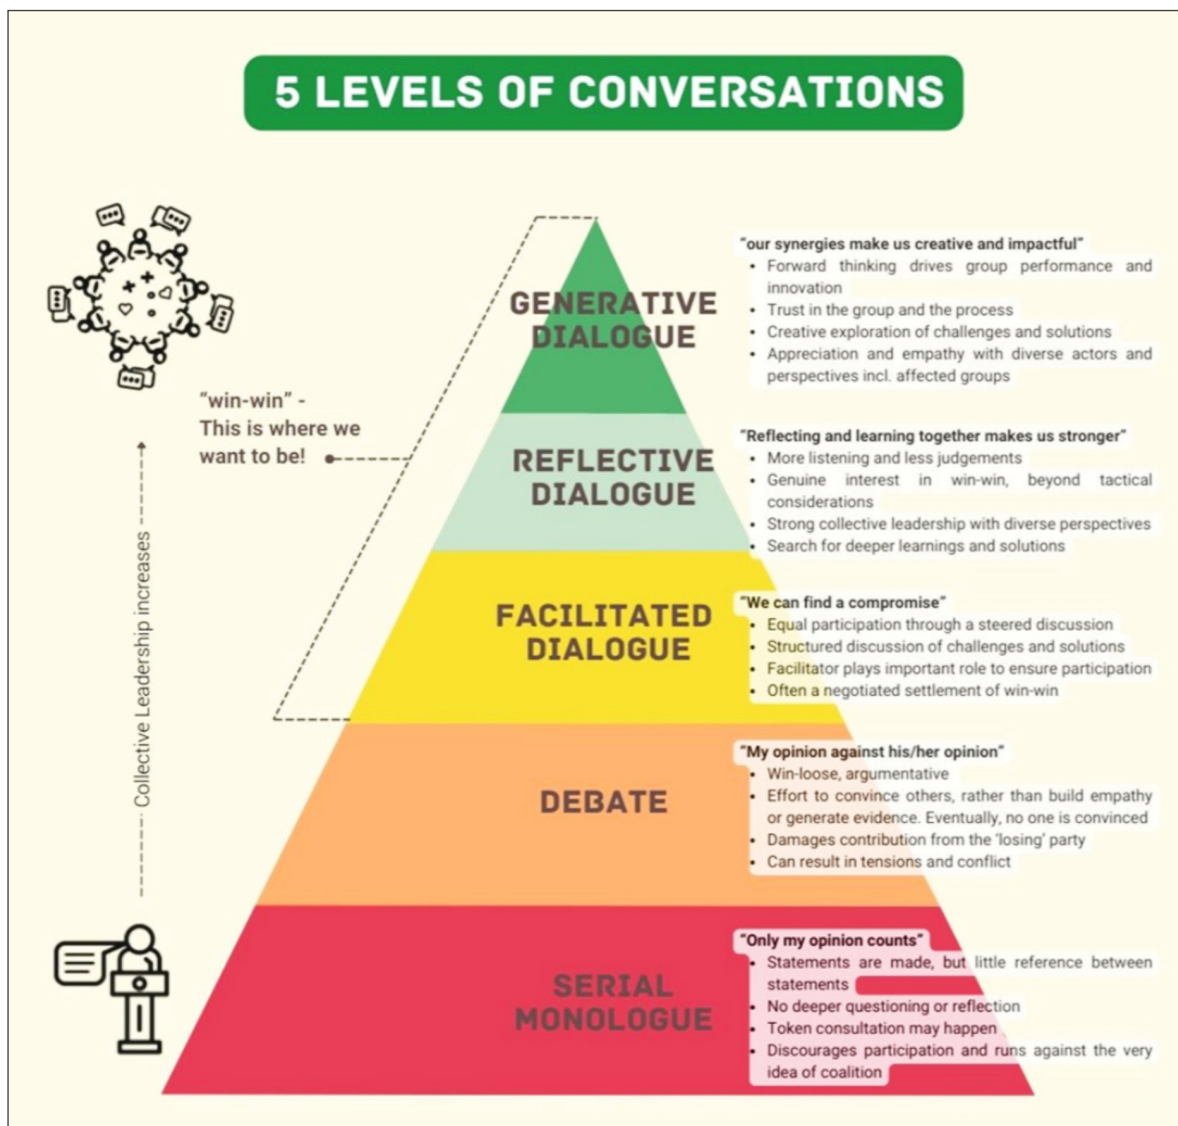 5 LEVELS OF CONVERSATIONS
GENERATIVE
DIALOGUE
"our synergies make us creative and impactful"
• Forward thinking drives group performance and
innovation
• Trust in the group and the process
• Creative exploration of challenges and solutions
• Appreciation and empathy with diverse actors and
perspectives incl. affected groups
"win-win" -
This is where we
want to be!
REFLECTIVE
DIALOGUE
"Reflecting and learning together makes us stronger"
• More listening and less judgements
• Genuine interest in win-win, beyond tactical
considerations
• Strong collective leadership with diverse perspectives
• Search for deeper learnings and solutions
Collective Leadership increases
FACILITATED
DIALOGUE
"We can find a compromise"
• Equal participation through a steered discussion
• Structured discussion of challenges and solutions
• Facilitator plays important role to ensure participation
• Often a negotiated settlement of win-win
DEBATE
"My opinion against his/her opinion"
• Win-loose, argumentative
• Effort to convince others, rather than build empathy
or generate evidence. Eventually, no one is convinced
• Damages contribution from the 'losing' party
• Can result in tensions and conflict
SERIAL
MONOLOGUE
"Only my opinion counts"
• Statements are made, but little reference between
statements
• No deeper questioning or reflection
• Token consultation may happen
• Discourages participation and runs against the very
idea of coalition